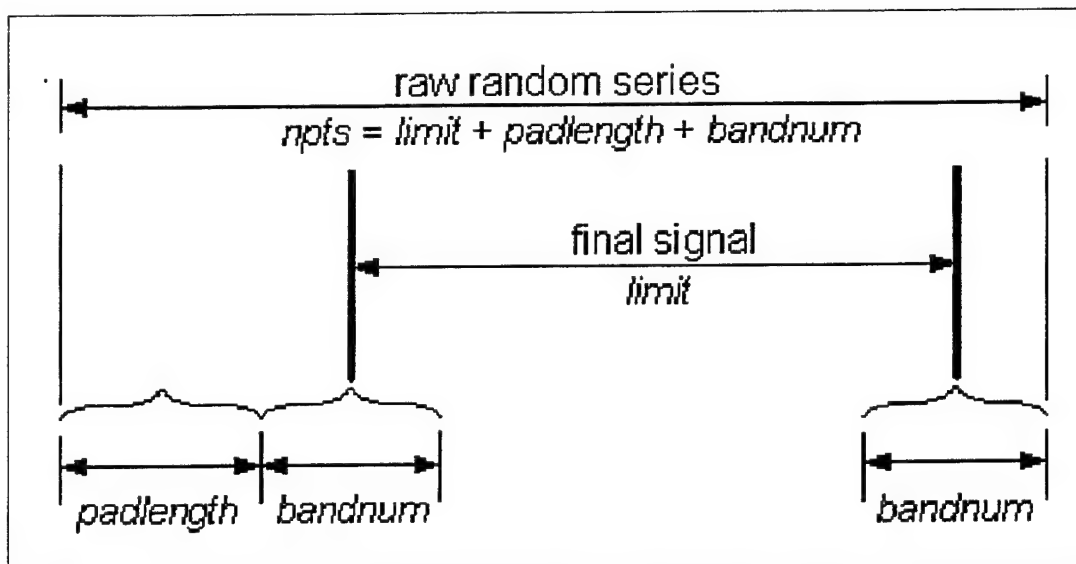 raw random series
npts = limit + padlength + bandnum
final signal
limit
padlength bandnum bandnum